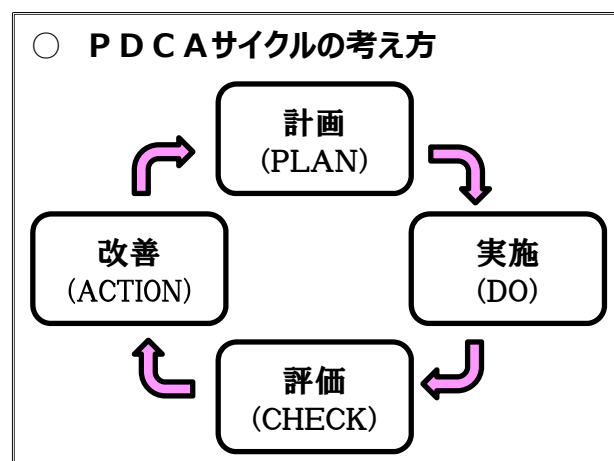 ○ PDCAサイクルの考え方
計画
(PLAN)
改善
(ACTION)
実施
(DO)
評価
(CHECK)